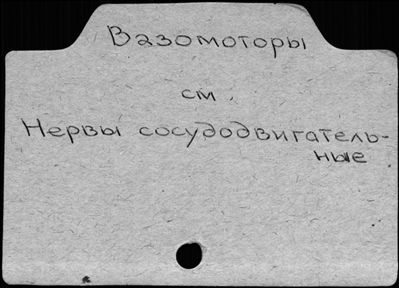 Вазомоторы
см.
Нервы сосудодвигатель-
ные